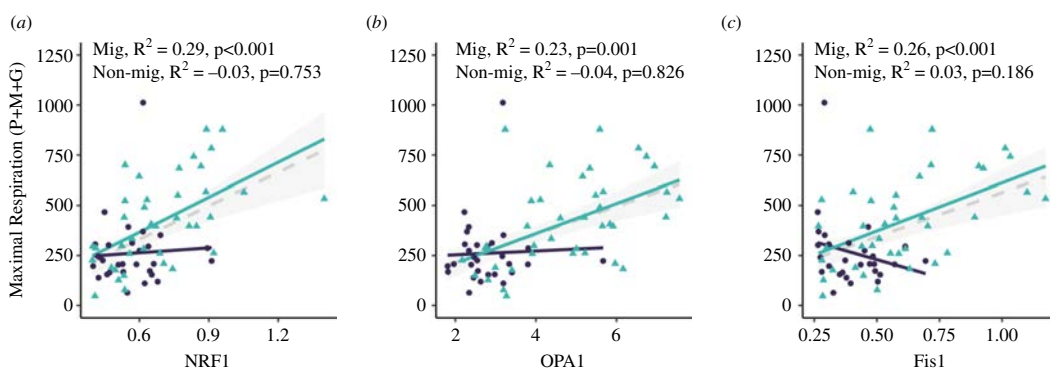 (a)
Mig, R² = 0.29, p<0.001
Non-mig, R² = –0.03, p=0.753
Maximal Respiration (P+M+G)
1250
1000
750
500
250
0
0.6 0.9 1.2
NRF1
(b)
Mig, R² = 0.23, p=0.001
Non-mig, R² = –0.04, p=0.826
1250
1000
750
500
250
0
2 4 6
OPA1
(c)
Mig, R² = 0.26, p<0.001
Non-mig, R² = 0.03, p=0.186
1250
1000
750
500
250
0
0.25 0.50 0.75 1.00
Fis1